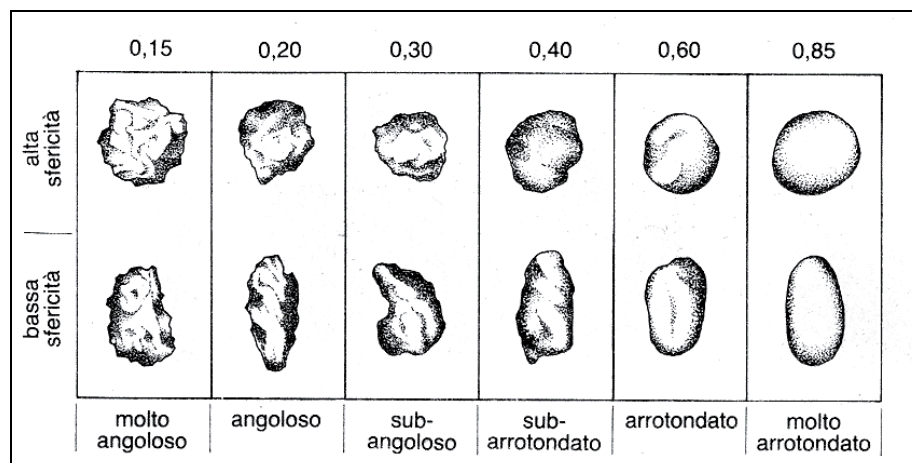 0,15 0,20 0,30 0,40 0,60 0,85
alta
sfericità
bassa
sfericità
molto angoloso sub- sub- arrotondato molto
angoloso angoloso arrotondato arrotondato